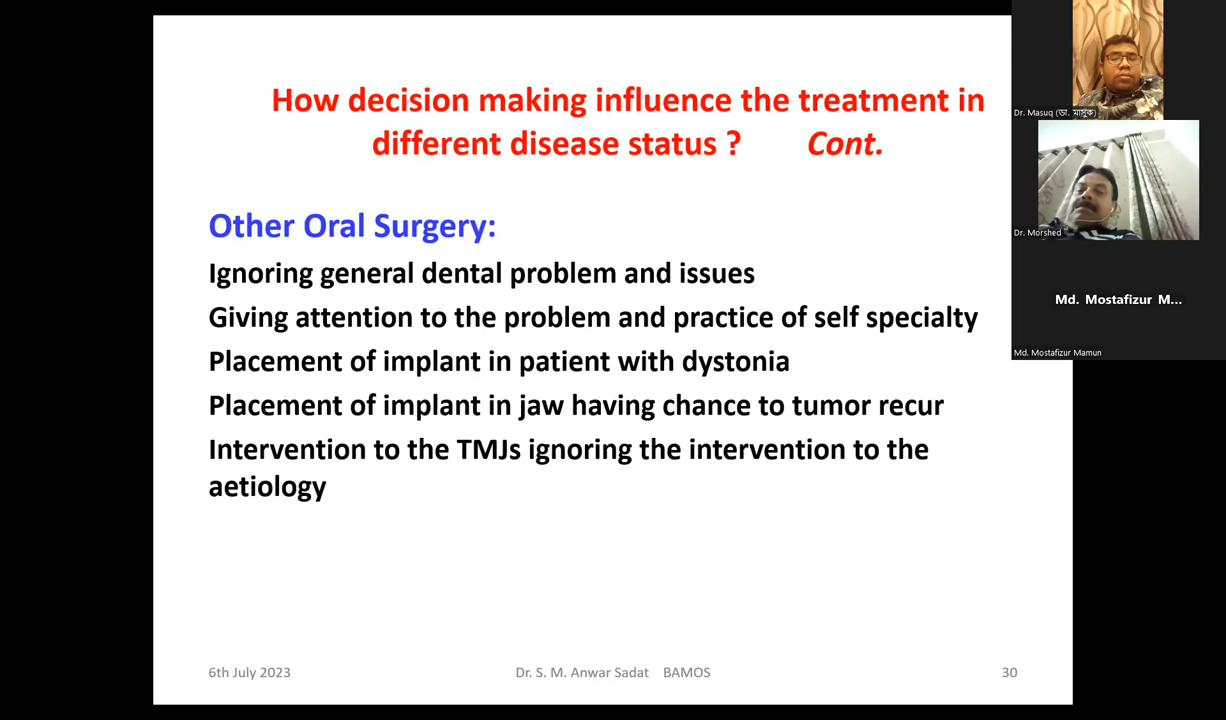 How decision making influence the treatment in
different disease status ? Cont.
Other Oral Surgery:
Ignoring general dental problem and issues
Giving attention to the problem and practice of self specialty
Placement of implant in patient with dystonia
Placement of implant in jaw having chance to tumor recur
Intervention to the TMJs ignoring the intervention to the
aetiology
6th July 2023 Dr. S. M. Anwar Sadat BAMOS 30
Dr. Masuq (ডা. মাসুক)
Dr. Morshed
Md. Mostafizur M...
Md. Mostafizur Mamun